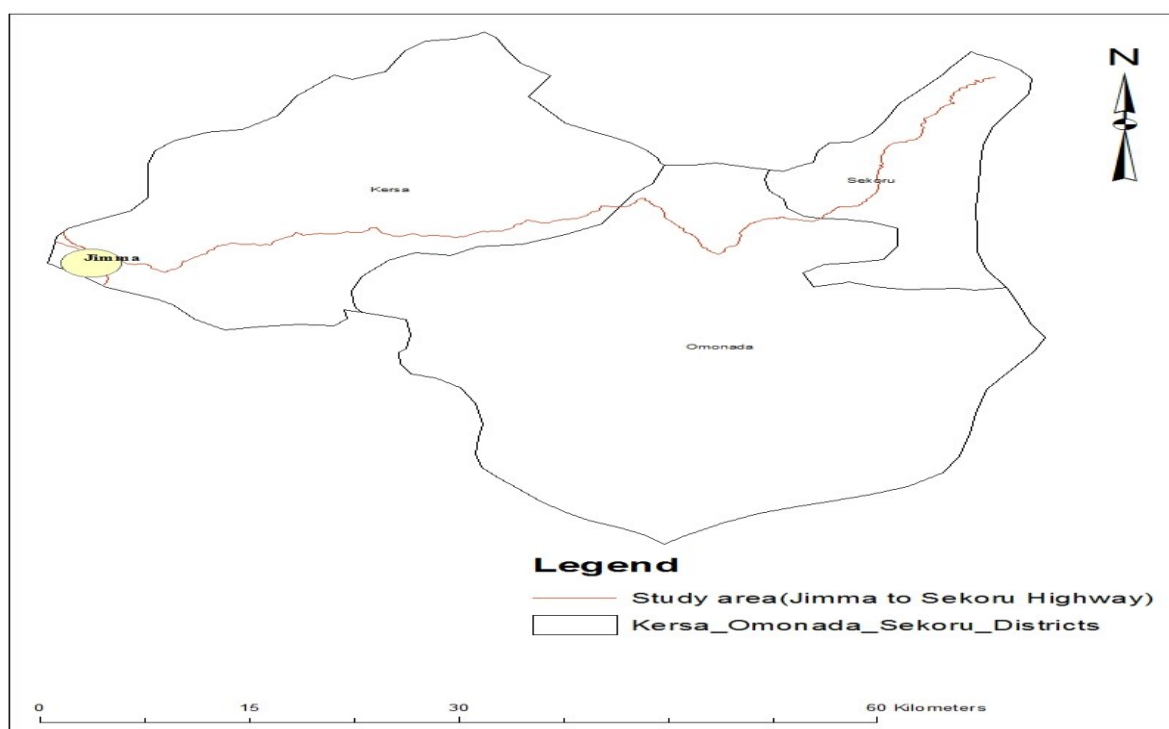 N
Sekoru
Kersa
Jimma
Omonada
Legend
Study area(Jimma to Sekoru Highway)
Kersa_Omonada_Sekoru_Districts
0 15 30 60 Kilometers